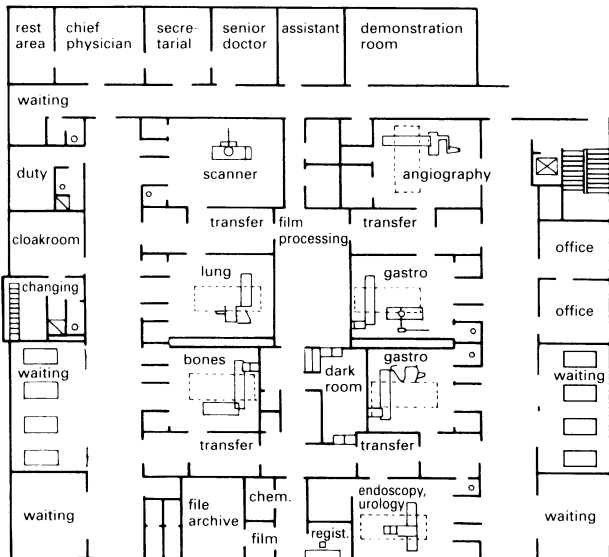 rest
area
chief
physician
secre-
tarial
senior
doctor
assistant
demonstration
room
waiting
duty
scanner
angiography
transfer
film
processing
transfer
cloakroom
office
changing
lung
gastro
office
waiting
bones
dark
room
gastro
waiting
transfer
transfer
waiting
file
archive
chem.
film
regist.
endoscopy,
urology
waiting